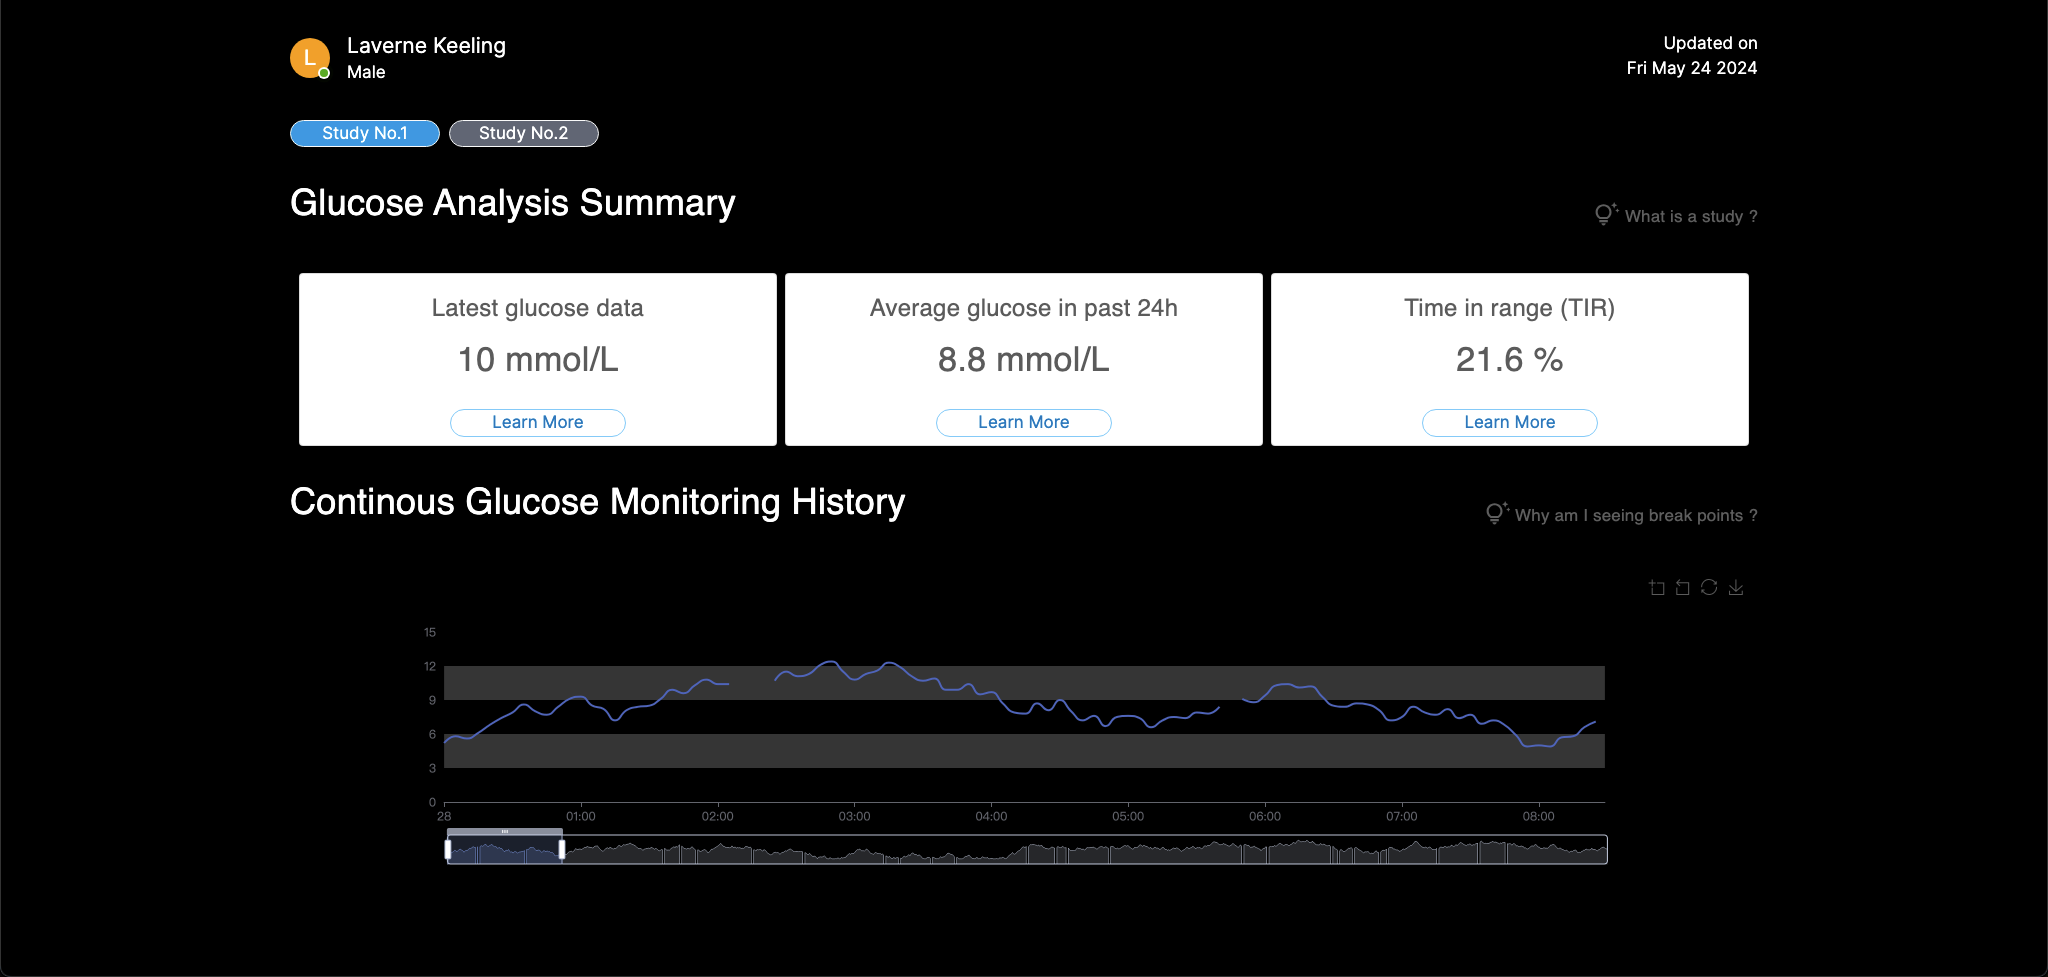 L
Laverne Keeling
Male
Updated on
Fri May 24 2024
Study No.1
Study No.2
Glucose Analysis Summary
What is a study ?
Latest glucose data
10 mmol/L
Learn More
Average glucose in past 24h
8.8 mmol/L
Learn More
Time in range (TIR)
21.6 %
Learn More
Continous Glucose Monitoring History
Why am I seeing break points ?
15
12
9
6
3
0
28 01:00 02:00 03:00 04:00 05:00 06:00 07:00 08:00